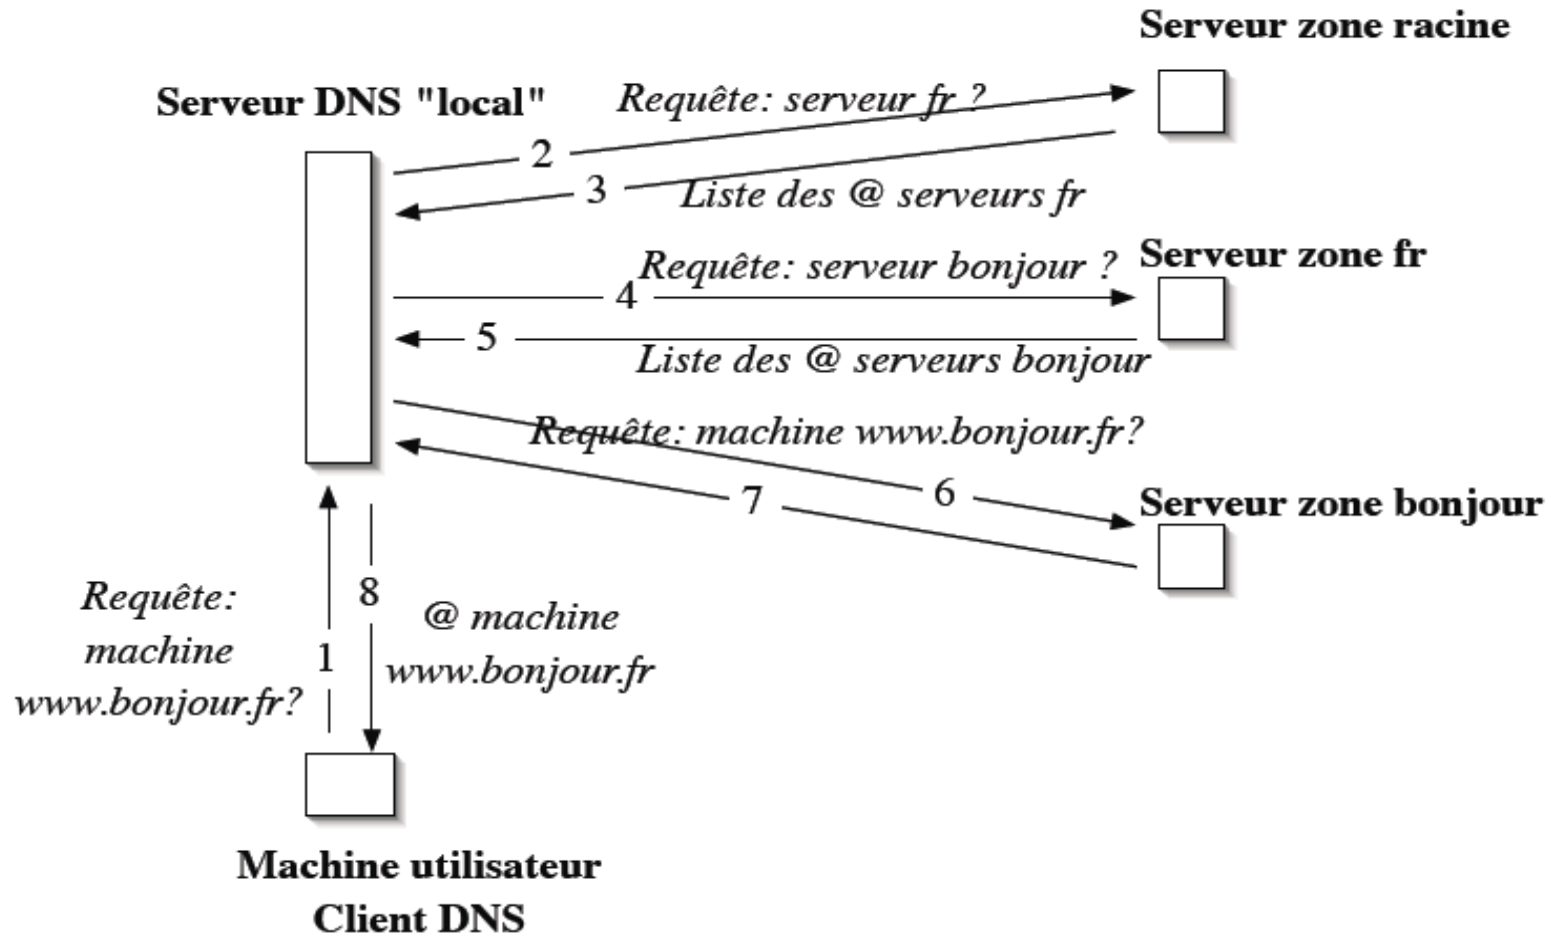 Serveur zone racine
Serveur DNS "local"
Requête: serveur fr ?
2
3
Liste des @ serveurs fr
Serveur zone fr
Requête: serveur bonjour ?
4
5
Liste des @ serveurs bonjour
Requête: machine www.bonjour.fr?
6
7
Serveur zone bonjour
Requête:
machine
www.bonjour.fr?
1
8
@ machine
www.bonjour.fr
Machine utilisateur
Client DNS